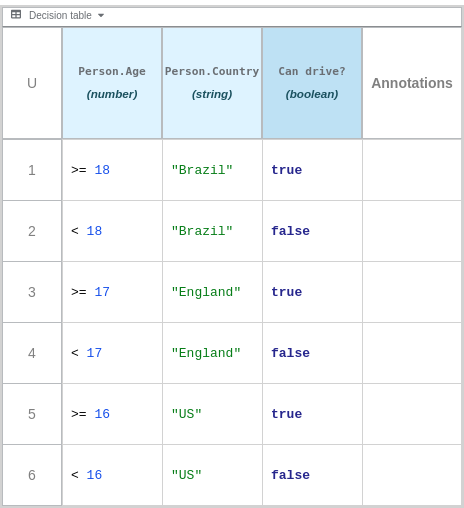 Decision table
U Person.Age Person.Country Can drive? Annotations
(number) (string) (boolean)
1 >= 18 "Brazil" true
2 < 18 "Brazil" false
3 >= 17 "England" true
4 < 17 "England" false
5 >= 16 "US" true
6 < 16 "US" false